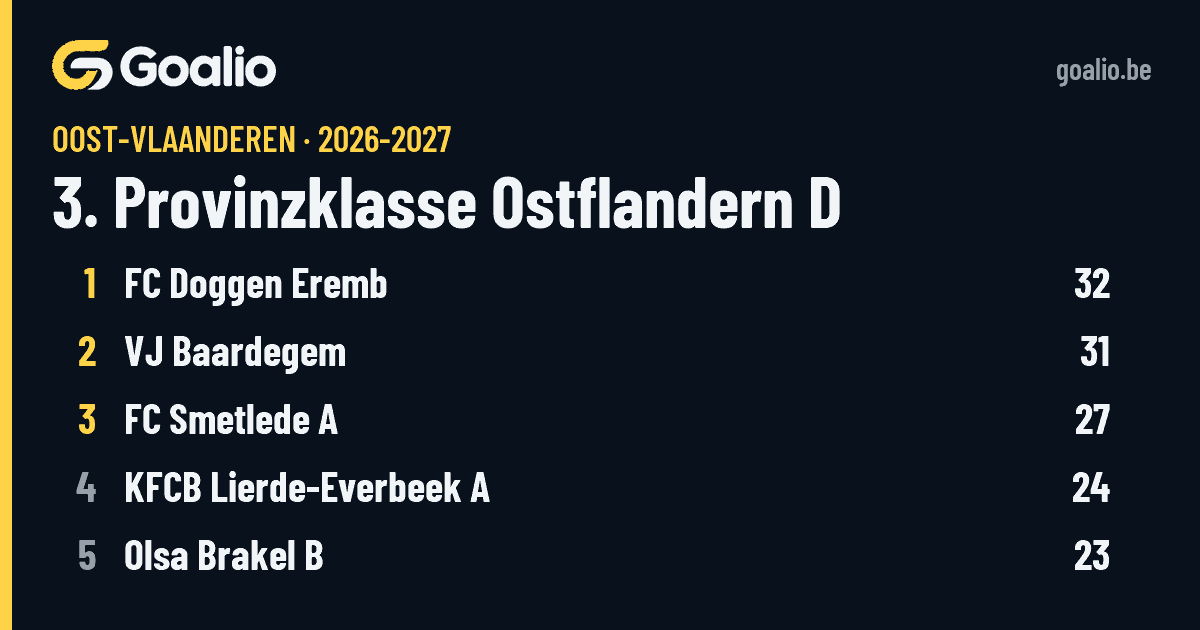 Goalio goalio.be
OOST-VLAANDEREN · 2026-2027
3. Provinzklasse Ostflandern D
1 FC Doggen Eremb 32
2 VJ Baardegem 31
3 FC Smetlede A 27
4 KFCB Lierde-Everbeek A 24
5 Olsa Brakel B 23